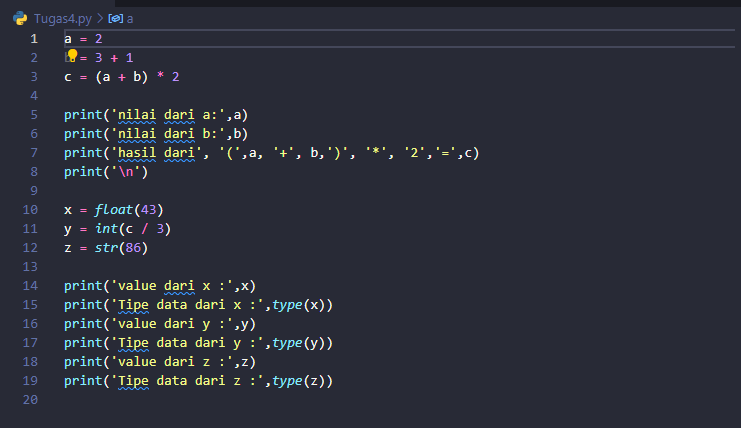 Tugas4.py > a
1 a = 2
2 = 3 + 1
3 c = (a + b) * 2
4
5 print('nilai dari a:',a)
6 print('nilai dari b:',b)
7 print('hasil dari', '(',a, '+', b,')', '*', '2','=',c)
8 print('\n')
9
10 x = float(43)
11 y = int(c / 3)
12 z = str(86)
13
14 print('value dari x :',x)
15 print('Tipe data dari x :',type(x))
16 print('value dari y :',y)
17 print('Tipe data dari y :',type(y))
18 print('value dari z :',z)
19 print('Tipe data dari z :',type(z))
20